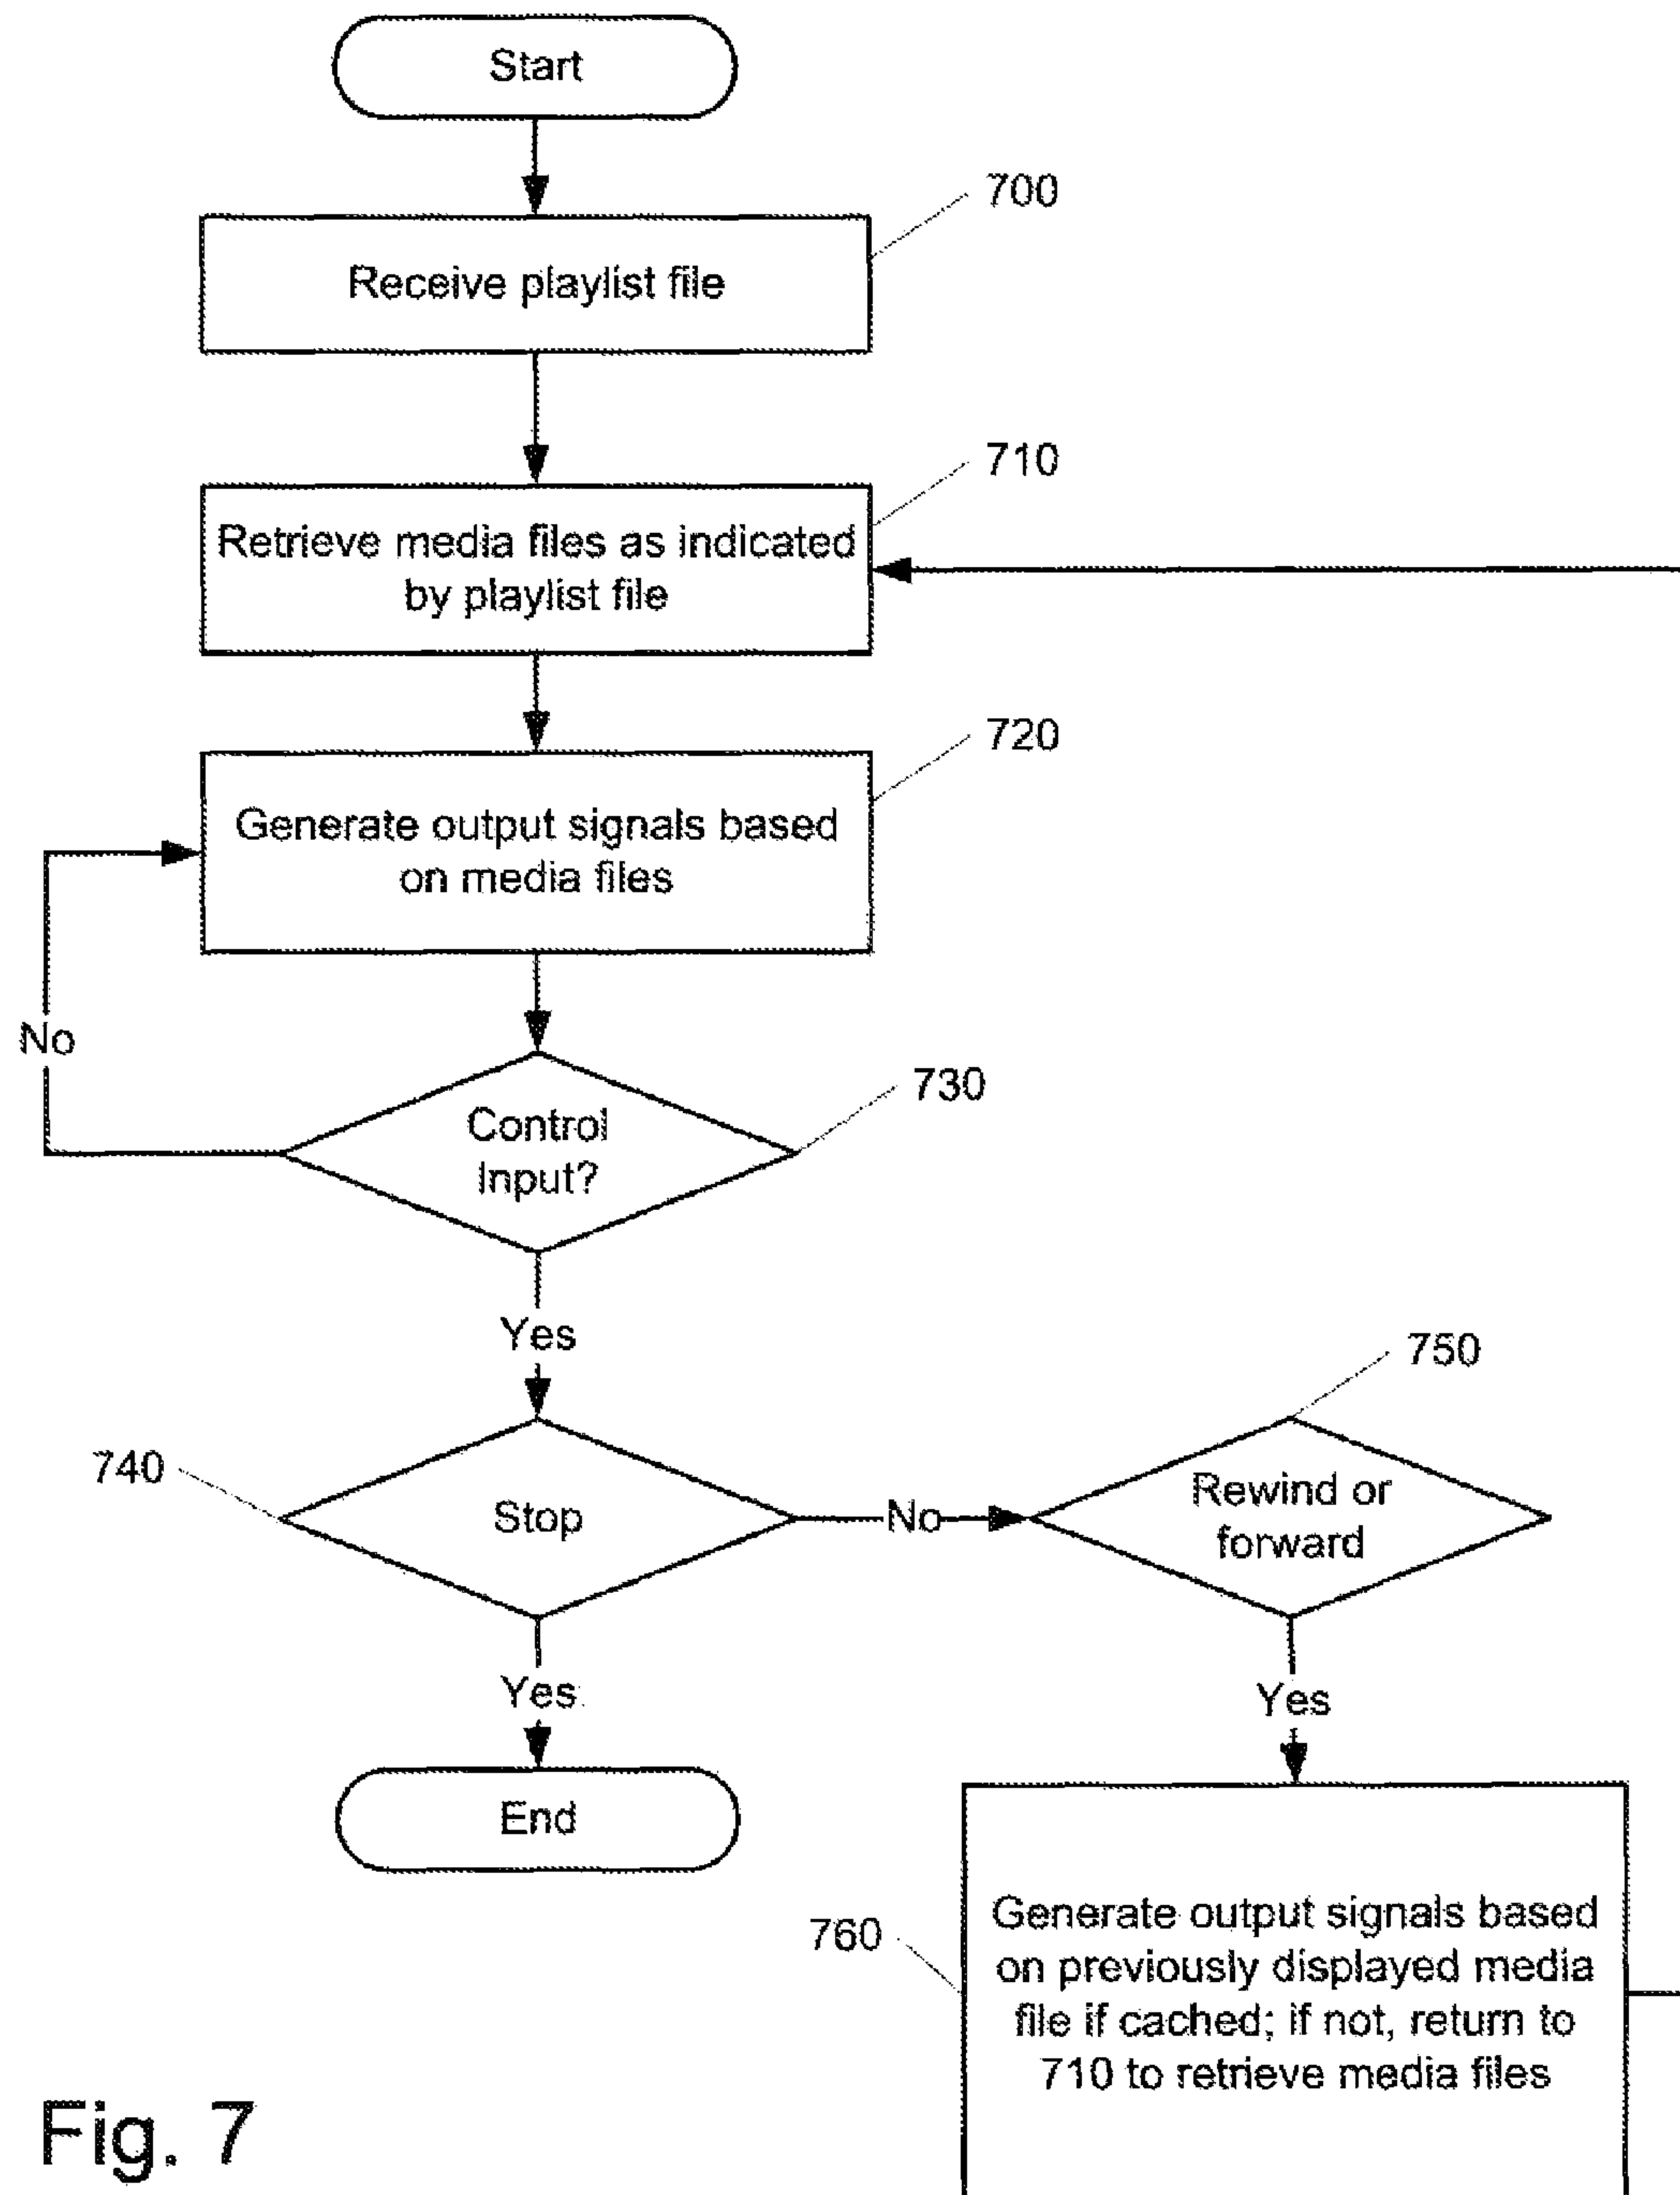 Start
700
Receive playlist file
710
Retrieve media files as indicated
by playlist file
720
Generate output signals based
on media files
No
730
Control
Input?
Yes
750
740
Stop
No
Rewind or
forward
Yes
Yes
End
760
Generate output signals based
on previously displayed media
file if cached; if not, return to
710 to retrieve media files
Fig. 7